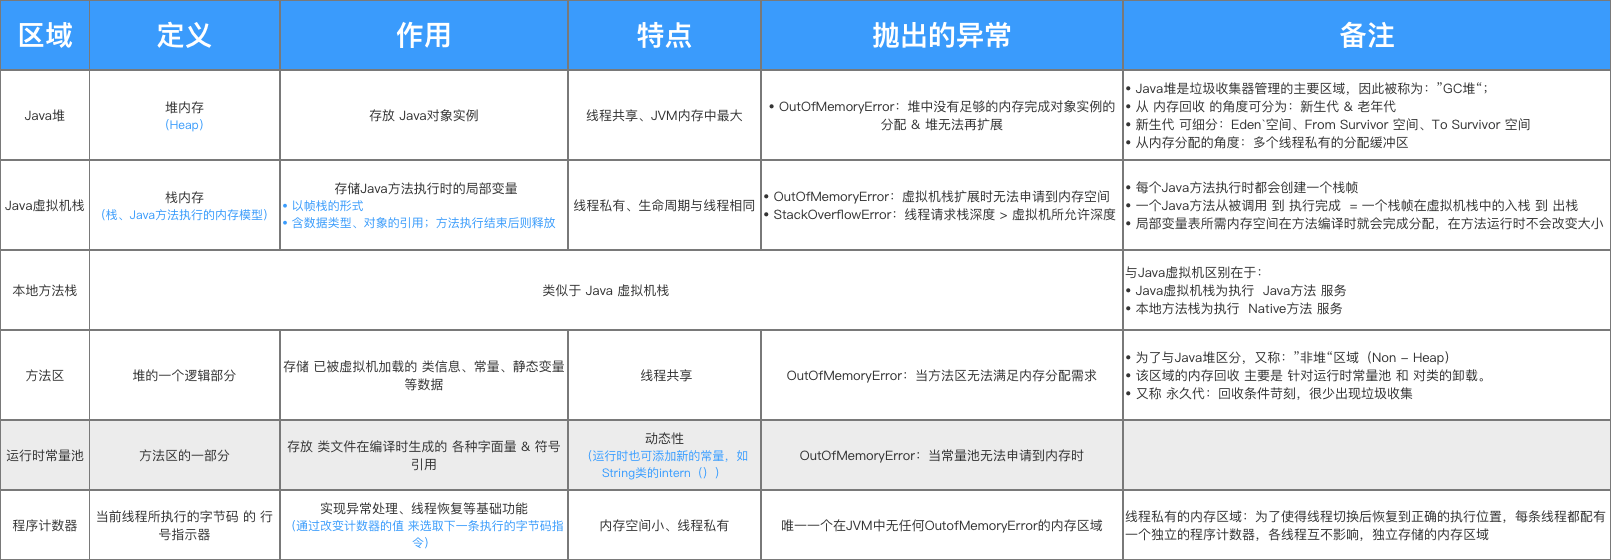 区域
定义
作用
特点
抛出的异常
备注
Java堆
堆内存
（Heap）
存放 Java对象实例
线程共享、JVM内存中最大
• OutOfMemoryError：堆中没有足够的内存完成对象实例的
分配 & 堆无法再扩展
• Java堆是垃圾收集器管理的主要区域，因此被称为：”GC堆“；
• 从 内存回收 的角度可分为：新生代 & 老年代
• 新生代 可细分：Eden`空间、From Survivor 空间、To Survivor 空间
• 从内存分配的角度：多个线程私有的分配缓冲区
Java虚拟机栈
栈内存
（栈、Java方法执行的内存模型）
存储Java方法执行时的局部变量
• 以帧栈的形式
• 含数据类型、对象的引用；方法执行结束后则释放
线程私有、生命周期与线程相同
• OutOfMemoryError：虚拟机栈扩展时无法申请到内存空间
• StackOverflowError：线程请求栈深度 > 虚拟机所允许深度
• 每个Java方法执行时都会创建一个栈帧
• 一个Java方法从被调用 到 执行完成 = 一个栈帧在虚拟机栈中的入栈 到 出栈
• 局部变量表所需内存空间在方法编译时就会完成分配，在方法运行时不会改变大小
本地方法栈
类似于 Java 虚拟机栈
与Java虚拟机区别在于：
• Java虚拟机栈为执行 Java方法 服务
• 本地方法栈为执行 Native方法 服务
方法区
堆的一个逻辑部分
存储 已被虚拟机加载的 类信息、常量、静态变量
等数据
线程共享
OutOfMemoryError：当方法区无法满足内存分配需求
• 为了与Java堆区分，又称：”非堆“区域（Non - Heap）
• 该区域的内存回收 主要是 针对运行时常量池 和 对类的卸载。
• 又称 永久代：回收条件苛刻，很少出现垃圾收集
运行时常量池
方法区的一部分
存放 类文件在编译时生成的 各种字面量 & 符号
引用
动态性
（运行时也可添加新的常量，如
String类的intern（））
OutOfMemoryError：当常量池无法申请到内存时
程序计数器
当前线程所执行的字节码 的 行
号指示器
实现异常处理、线程恢复等基础功能
（通过改变计数器的值 来选取下一条执行的字节码指
令）
内存空间小、线程私有
唯一一个在JVM中无任何OutofMemoryError的内存区域
线程私有的内存区域：为了使得线程切换后恢复到正确的执行位置，每条线程都配有
一个独立的程序计数器，各线程互不影响，独立存储的内存区域